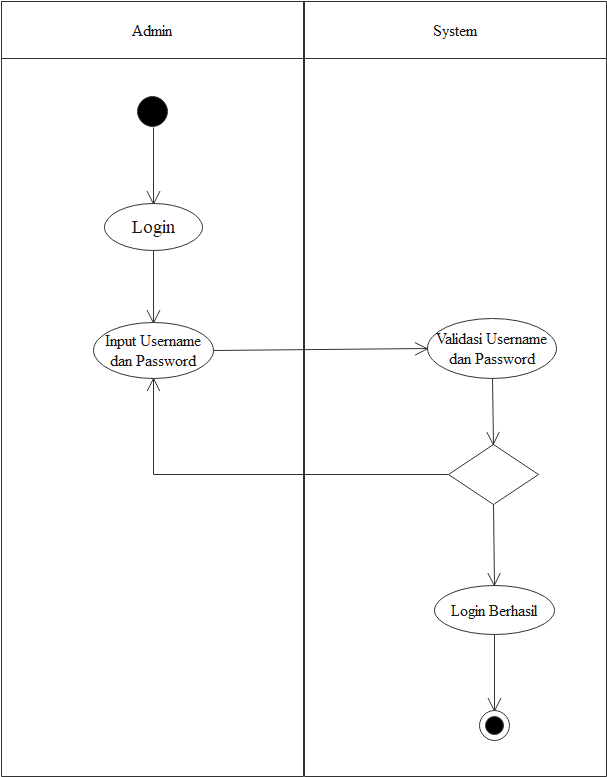 Admin
System
Login
Input Username
dan Password
Validasi Username
dan Password
Login Berhasil